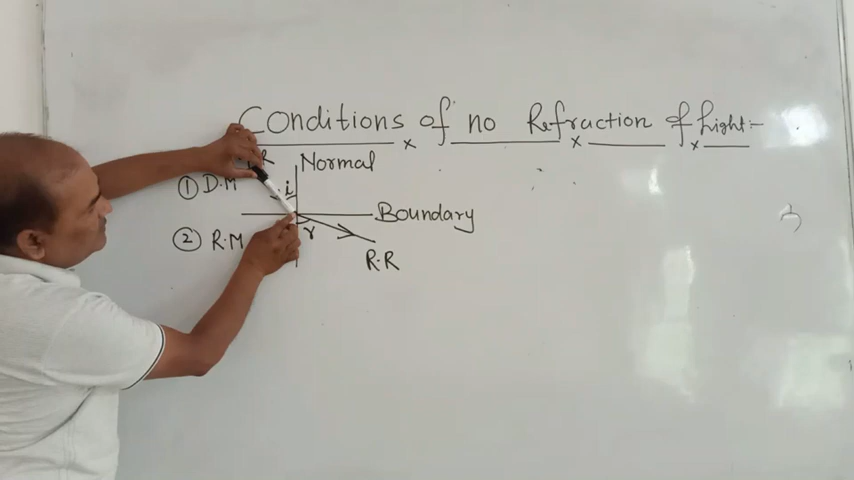 Conditions of no Refraction of Light:-
Normal
① D.M
i
Boundary
② R.M
r
R.R